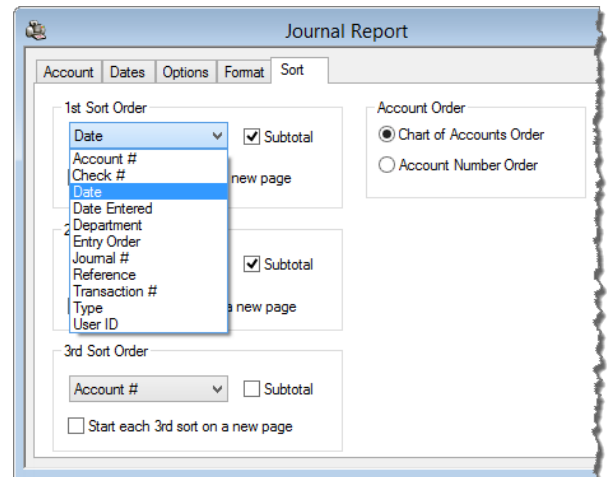 Journal Report
Account Dates Options Format Sort
1st Sort Order
Date
Subtotal
Account #
Check #
Date
Date Entered
Department
Entry Order
Journal #
Reference
Transaction #
Type
User ID
new page
2
Subtotal
a new page
3rd Sort Order
Account #
Subtotal
Start each 3rd sort on a new page
Account Order
Chart of Accounts Order
Account Number Order